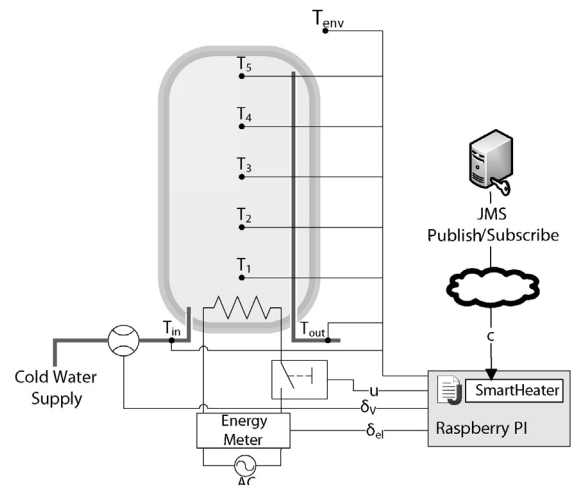 Tenv
T5
T4
T3
T2
T1
Tin
Tout
JMS
Publish/Subscribe
c
Cold Water
Supply
u
δV
δel
Energy
Meter
AC
SmartHeater
Raspberry PI